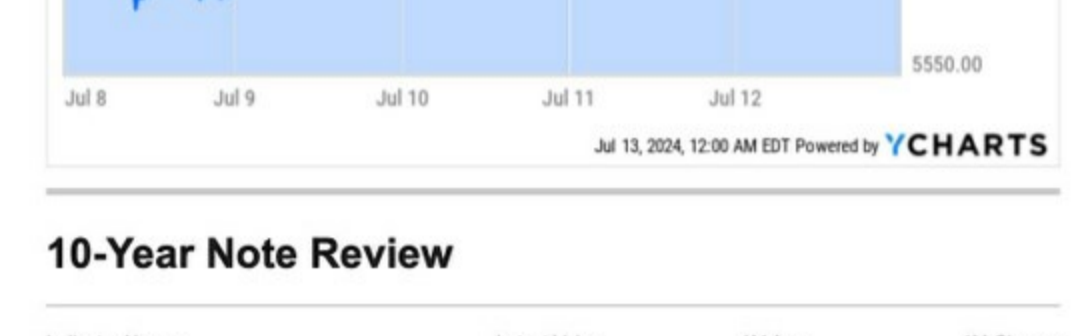 5550.00
Jul 8 Jul 9 Jul 10 Jul 11 Jul 12
Jul 13, 2024, 12:00 AM EDT Powered by YCHARTS
10-Year Note Review